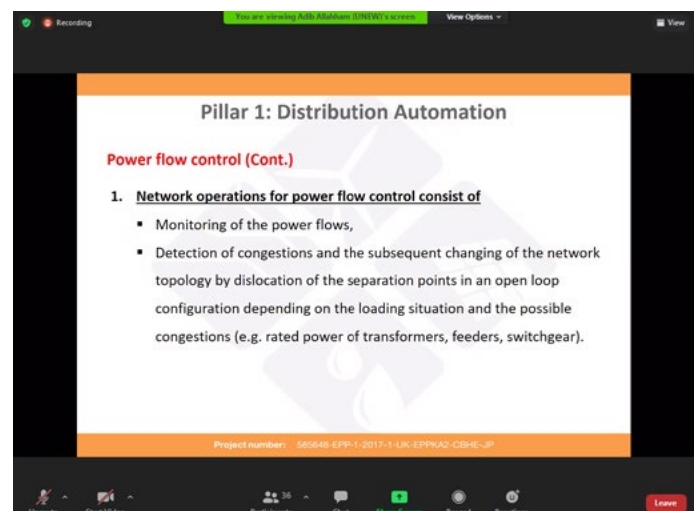 Recording
You are viewing Adib Allahham (UNEW)'s screen
View Options
View
Pillar 1: Distribution Automation
Power flow control (Cont.)
1. Network operations for power flow control consist of
▪ Monitoring of the power flows,
▪ Detection of congestions and the subsequent changing of the network
topology by dislocation of the separation points in an open loop
configuration depending on the loading situation and the possible
congestions (e.g. rated power of transformers, feeders, switchgear).
Project number: 585648-EPP-1-2017-1-UK-EPPKA2-CBHE-JP
36
Leave